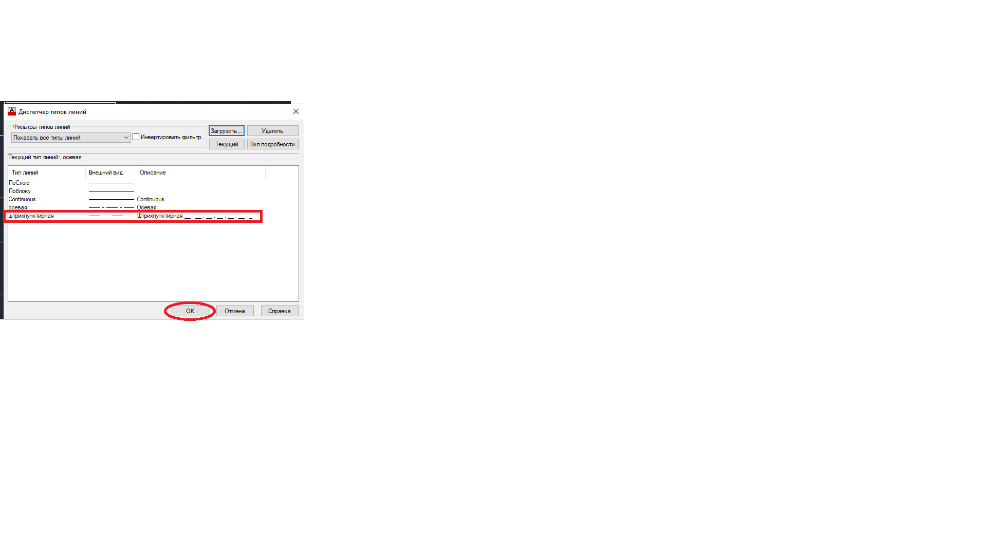 Диспетчер типов линий
Фильтры типов линий
Показать все типы линий
Инвертировать фильтр
Загрузить...
Удалить
Текущий
Вкл подробности
Текущий тип линий: осевая
Тип линий Внешний вид Описание
ПоСлою
Поблоку
Continuous Continuous
осевая Осевая
штрихпунктирная Штрихпунктирная __ . __ . __ . __ . __ . __ . _
OK Отмена Справка